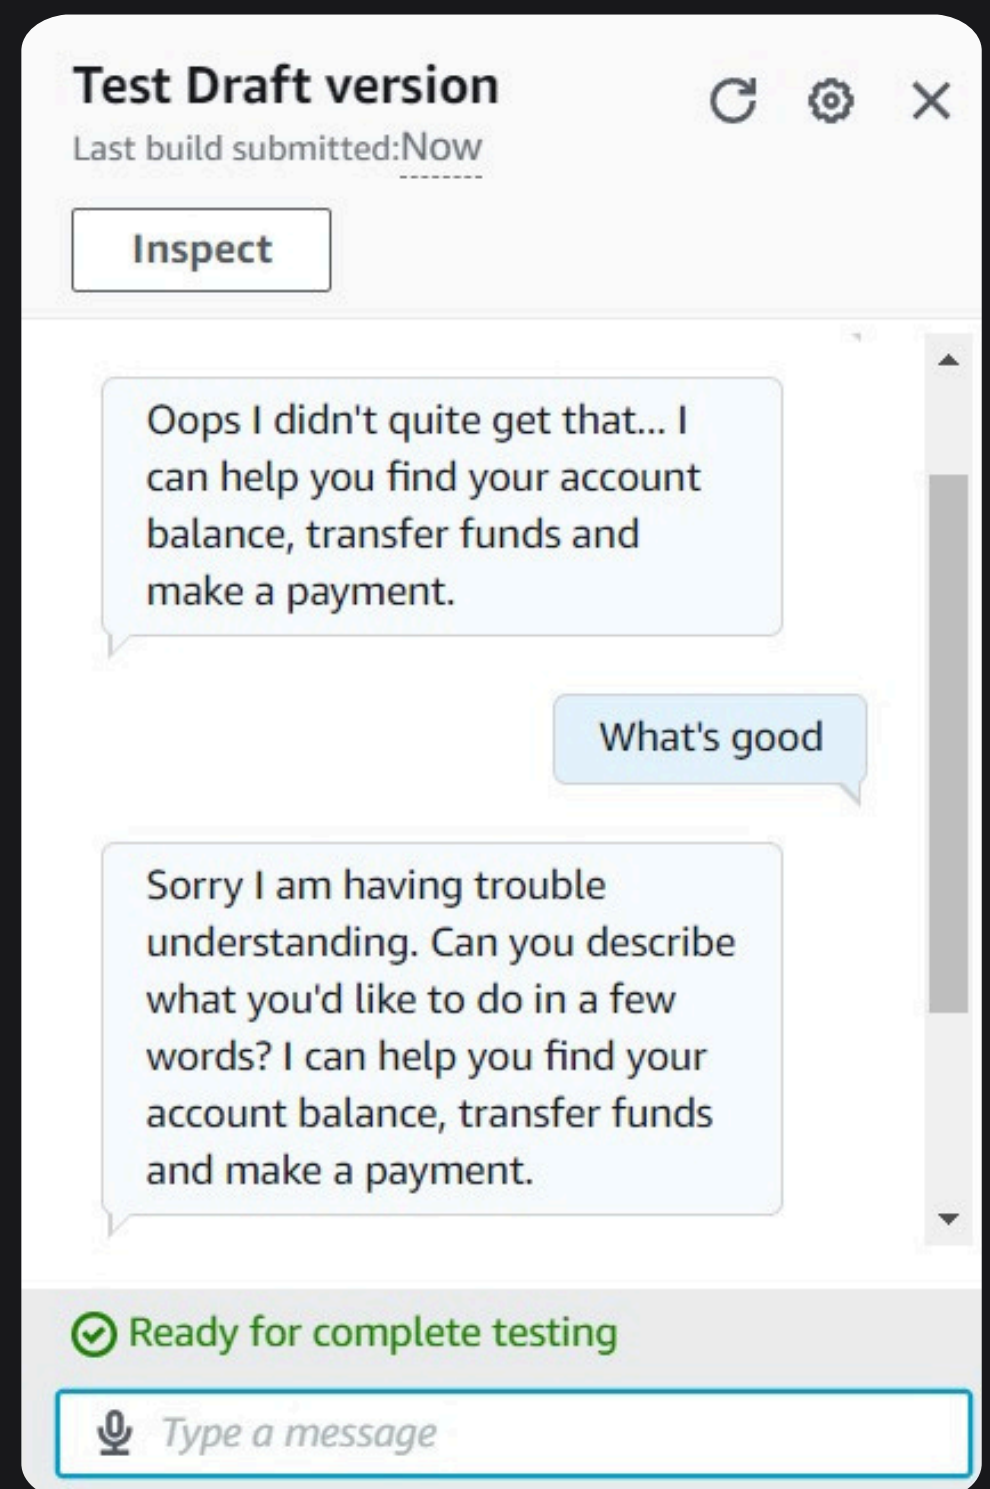 Test Draft version
Last build submitted:Now
Inspect
Oops I didn't quite get that... I
can help you find your account
balance, transfer funds and
make a payment.
What's good
Sorry I am having trouble
understanding. Can you describe
what you'd like to do in a few
words? I can help you find your
account balance, transfer funds
and make a payment.
Ready for complete testing
Type a message